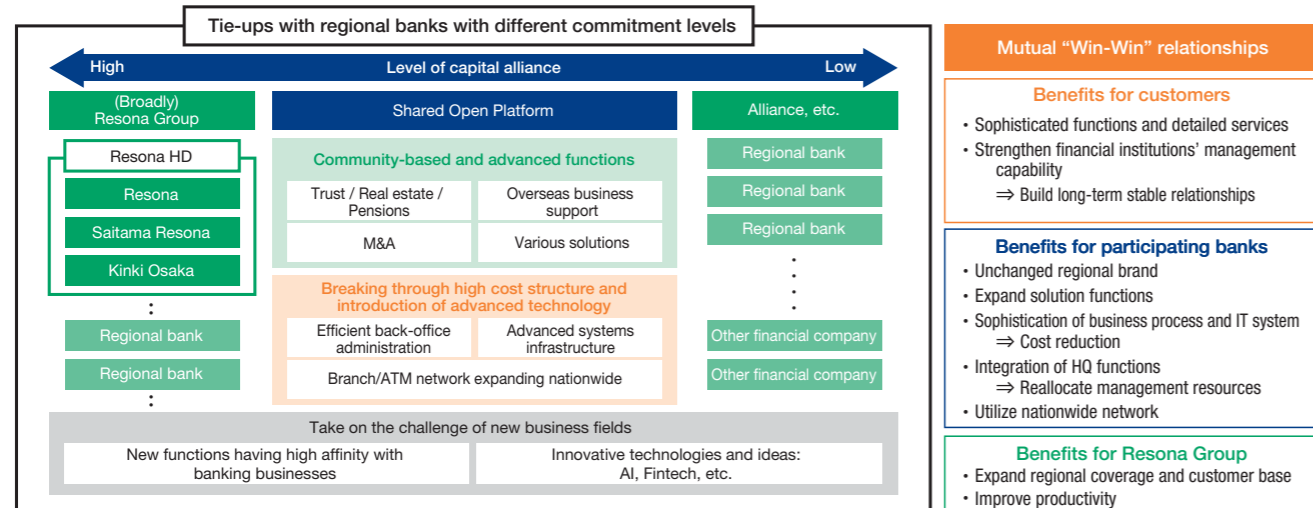 Tie-ups with regional banks with different commitment levels
High
Level of capital alliance
Low
(Broadly)
Resona Group
Resona HD
Resona
Saitama Resona
Kinki Osaka
:
Regional bank
Regional bank
:
Shared Open Platform
Community-based and advanced functions
Trust / Real estate /
Pensions
Overseas business
support
M&A
Various solutions
Breaking through high cost structure and
introduction of advanced technology
Efficient back-office
administration
Advanced systems
infrastructure
Branch/ATM network expanding nationwide
Alliance, etc.
Regional bank
Regional bank
Regional bank
Other financial company
Other financial company
Take on the challenge of new business fields
New functions having high affinity with
banking businesses
Innovative technologies and ideas:
AI, Fintech, etc.
Mutual “Win-Win” relationships
Benefits for customers
• Sophisticated functions and detailed services
• Strengthen financial institutions’ management
capability
⇒ Build long-term stable relationships
Benefits for participating banks
• Unchanged regional brand
• Expand solution functions
• Sophistication of business process and IT system
⇒ Cost reduction
• Integration of HQ functions
⇒ Reallocate management resources
• Utilize nationwide network
Benefits for Resona Group
• Expand regional coverage and customer base
• Improve productivity